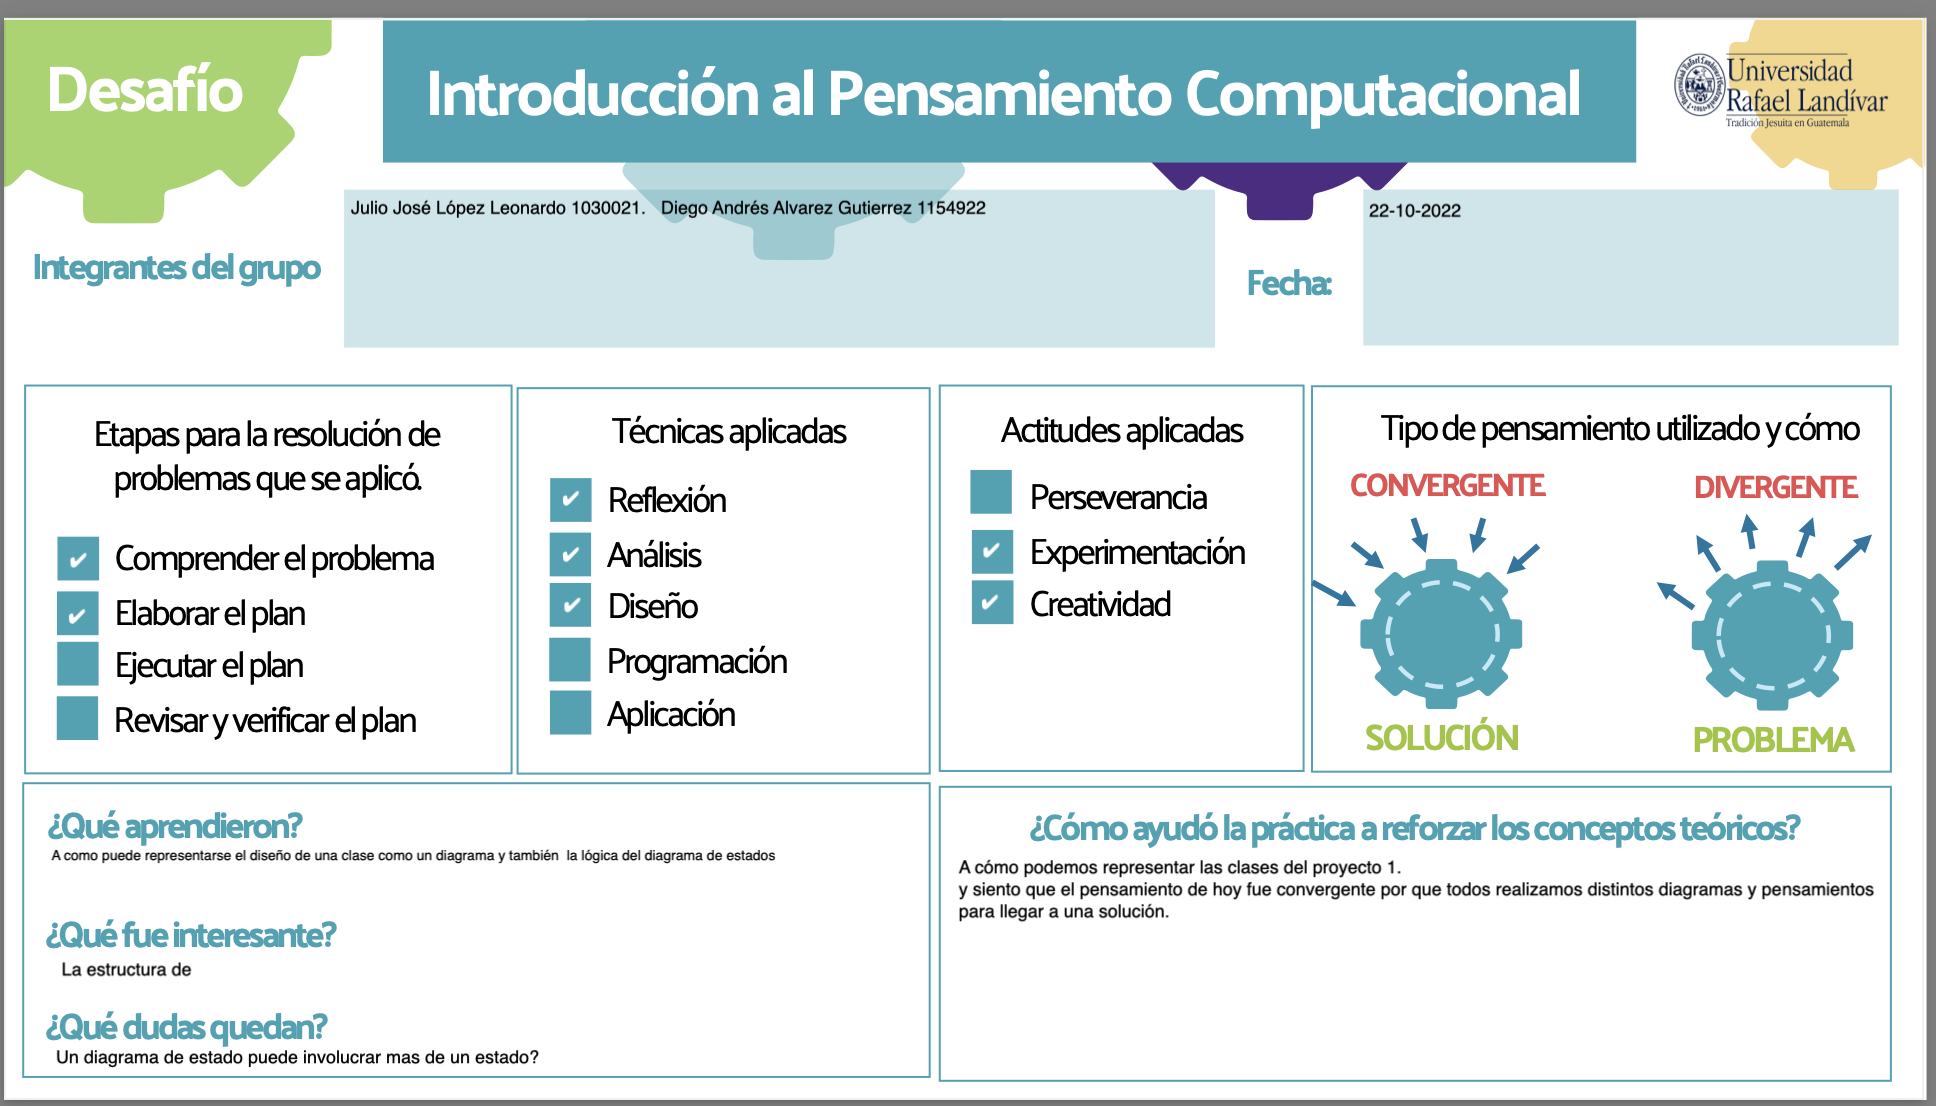 Desafío
Introducción al Pensamiento Computacional
Universidad
Rafael Landívar
Tradición Jesuita en Guatemala
Integrantes del grupo
Julio José López Leonardo 1030021.   Diego Andrés Alvarez Gutierrez 1154922
Fecha:
22-10-2022
Etapas para la resolución de
problemas que se aplicó.
✔ Comprender el problema
✔ Elaborar el plan
Ejecutar el plan
Revisar y verificar el plan
Técnicas aplicadas
✔ Reflexión
✔ Análisis
✔ Diseño
Programación
Aplicación
Actitudes aplicadas
Perseverancia
✔ Experimentación
✔ Creatividad
Tipo de pensamiento utilizado y cómo
CONVERGENTE
SOLUCIÓN
DIVERGENTE
PROBLEMA
¿Qué aprendieron?
A como puede representarse el diseño de una clase como un diagrama y también  la lógica del diagrama de estados
¿Qué fue interesante?
La estructura de
¿Qué dudas quedan?
Un diagrama de estado puede involucrar mas de un estado?
¿Cómo ayudó la práctica a reforzar los conceptos teóricos?
A cómo podemos representar las clases del proyecto 1.
y siento que el pensamiento de hoy fue convergente por que todos realizamos distintos diagramas y pensamientos
para llegar a una solución.